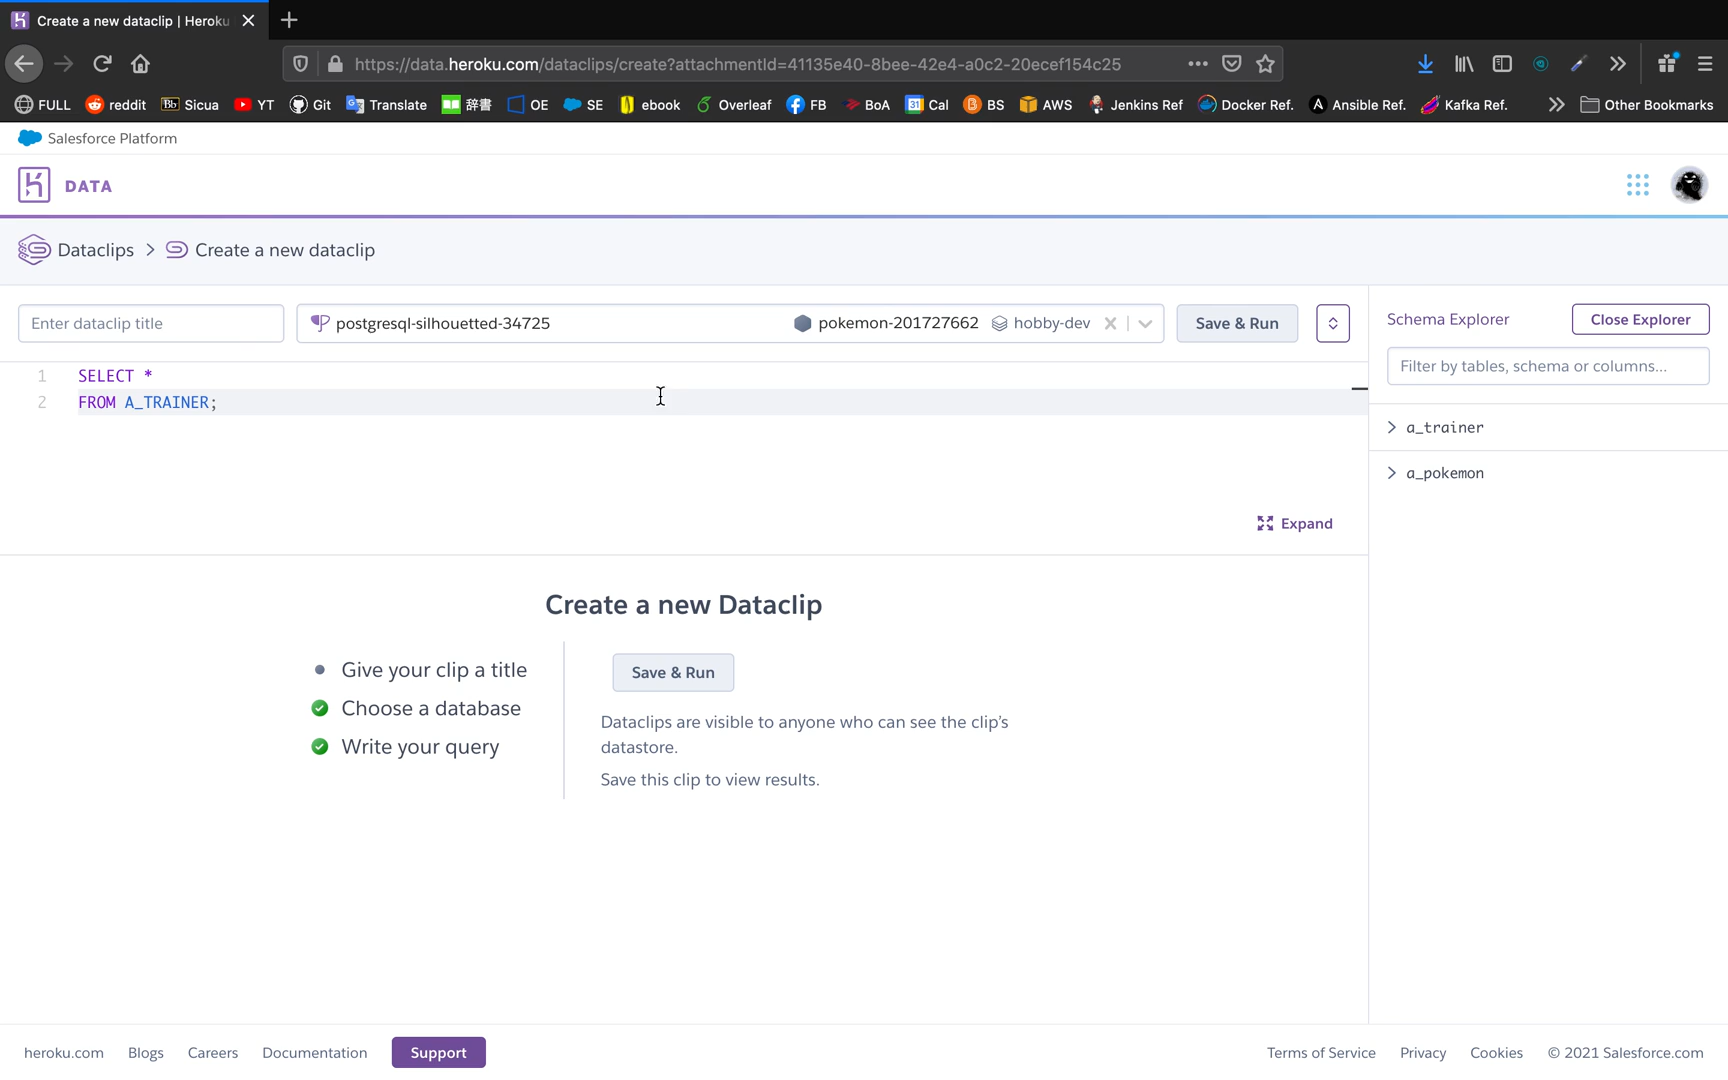 Create a new dataclip | Heroku
https://data.heroku.com/dataclips/create?attachmentId=41135e40-8bee-42e4-a0c2-20ecef154c25
FULL reddit Bb Sicua YT Git Translate 辞書 OE SE ebook Overleaf FB BoA 31 Cal BS AWS Jenkins Ref Docker Ref. Ansible Ref. Kafka Ref. Other Bookmarks
Salesforce Platform
DATA
Dataclips > Create a new dataclip
Enter dataclip title postgresql-silhouetted-34725 pokemon-201727662 hobby-dev Save & Run
Schema Explorer Close Explorer
Filter by tables, schema or columns...
1 SELECT *
2 FROM A_TRAINER;
a_trainer
a_pokemon
Expand
Create a new Dataclip
Give your clip a title
Choose a database
Write your query
Save & Run
Dataclips are visible to anyone who can see the clip's
datastore.
Save this clip to view results.
heroku.com Blogs Careers Documentation Support Terms of Service Privacy Cookies © 2021 Salesforce.com